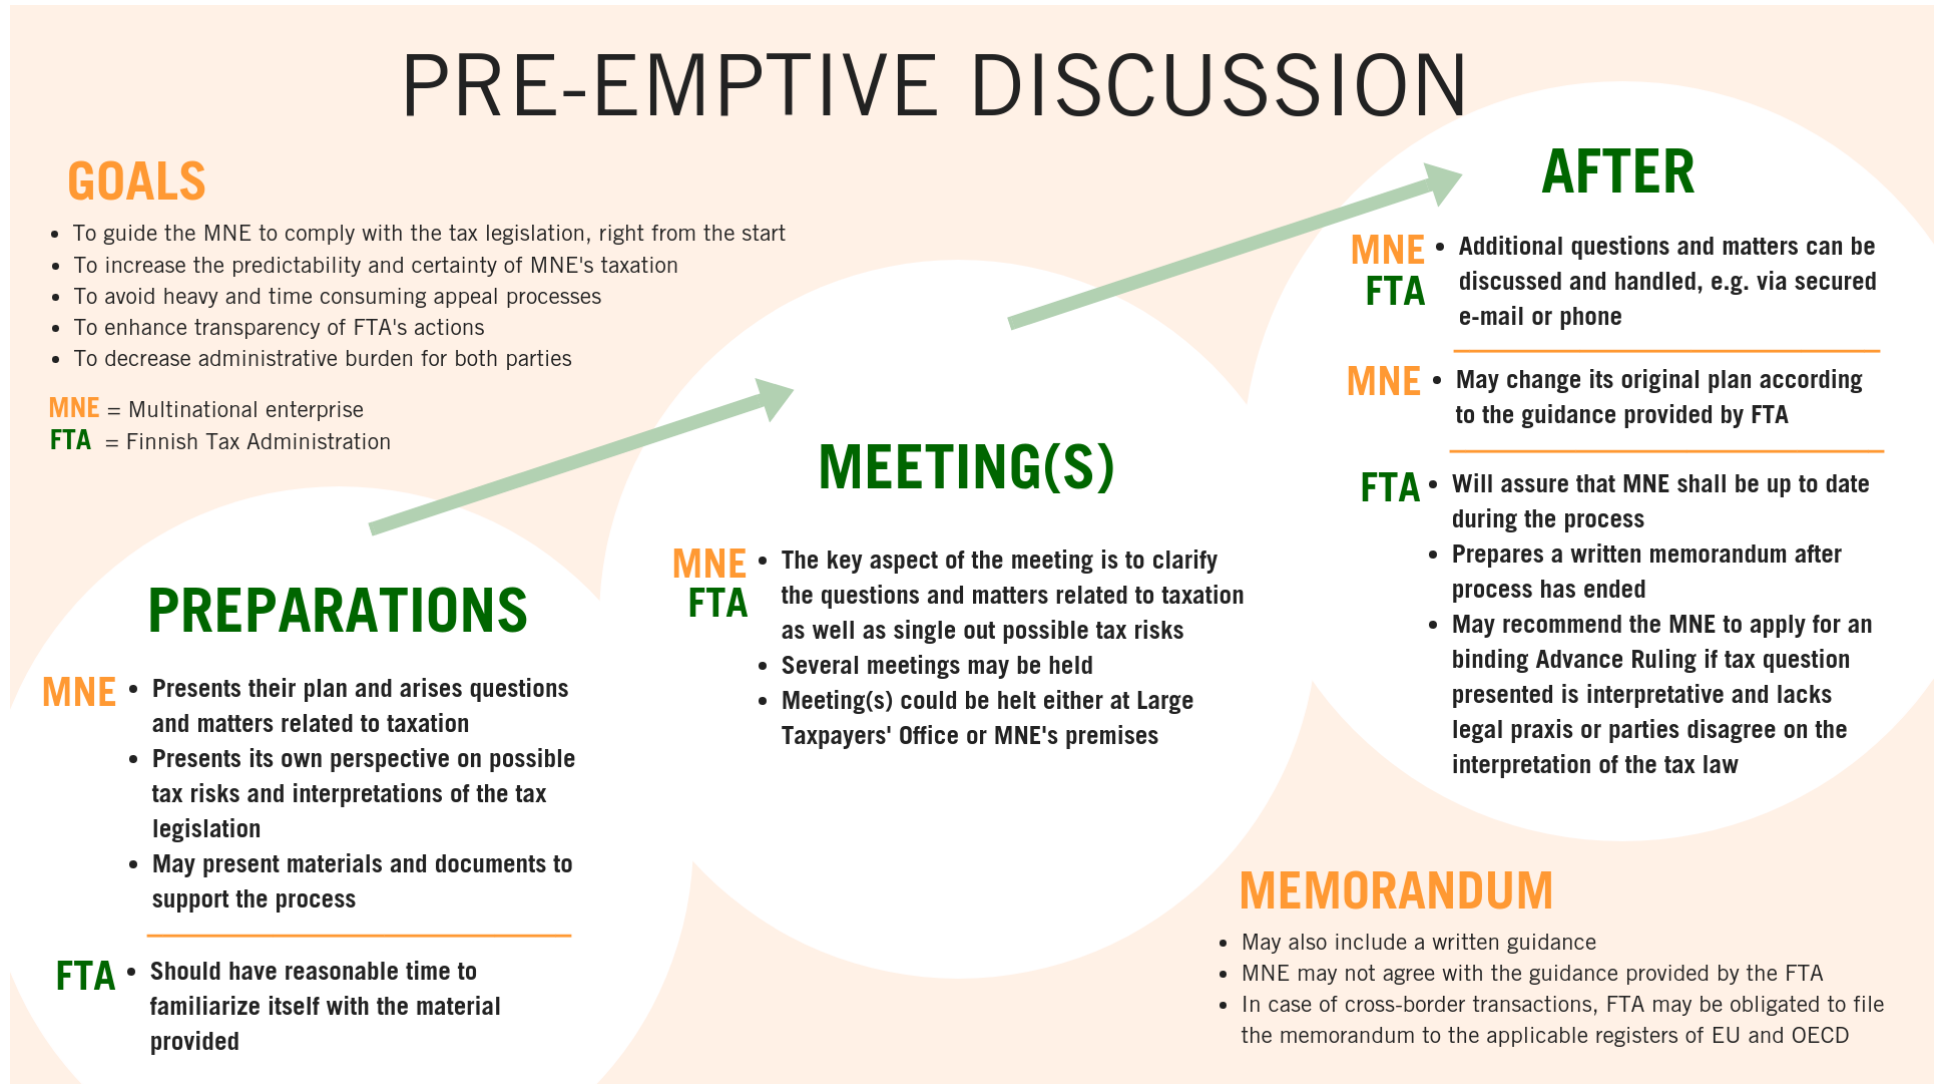 PRE-EMPTIVE DISCUSSION
GOALS
• To guide the MNE to comply with the tax legislation, right from the start
• To increase the predictability and certainty of MNE's taxation
• To avoid heavy and time consuming appeal processes
• To enhance transparency of FTA's actions
• To decrease administrative burden for both parties
MNE = Multinational enterprise
FTA = Finnish Tax Administration
PREPARATIONS
MNE • Presents their plan and arises questions
and matters related to taxation
• Presents its own perspective on possible
tax risks and interpretations of the tax
legislation
• May present materials and documents to
support the process
FTA • Should have reasonable time to
familiarize itself with the material
provided
MEETING(S)
MNE • The key aspect of the meeting is to clarify
FTA the questions and matters related to taxation
as well as single out possible tax risks
• Several meetings may be held
• Meeting(s) could be helt either at Large
Taxpayers' Office or MNE's premises
AFTER
MNE • Additional questions and matters can be
FTA discussed and handled, e.g. via secured
e-mail or phone
MNE • May change its original plan according
to the guidance provided by FTA
FTA • Will assure that MNE shall be up to date
during the process
• Prepares a written memorandum after
process has ended
• May recommend the MNE to apply for an
binding Advance Ruling if tax question
presented is interpretative and lacks
legal praxis or parties disagree on the
interpretation of the tax law
MEMORANDUM
• May also include a written guidance
• MNE may not agree with the guidance provided by the FTA
• In case of cross-border transactions, FTA may be obligated to file
the memorandum to the applicable registers of EU and OECD